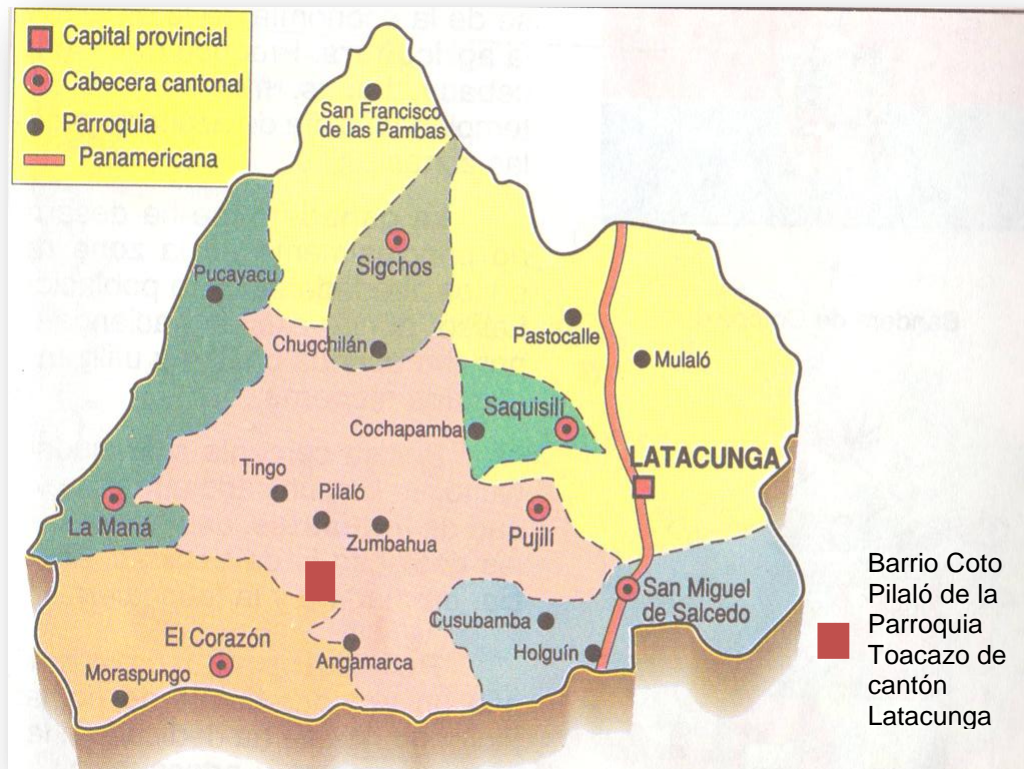 Capital provincial
Cabecera cantonal
Parroquia
Panamericana
San Francisco
de las Pambas
Sigchos
Pucayacu
Chugchilán
Pastocalle
Mulaló
Saquisilí
Cochapamba
LATACUNGA
Tingo
Pilaló
La Maná
Zumbahua
Pujilí
San Miguel
de Salcedo
Cusubamba
El Corazón
Holguín
Angamarca
Moraspungo
Barrio Coto
Pilaló de la
Parroquia
Toacazo de
cantón
Latacunga